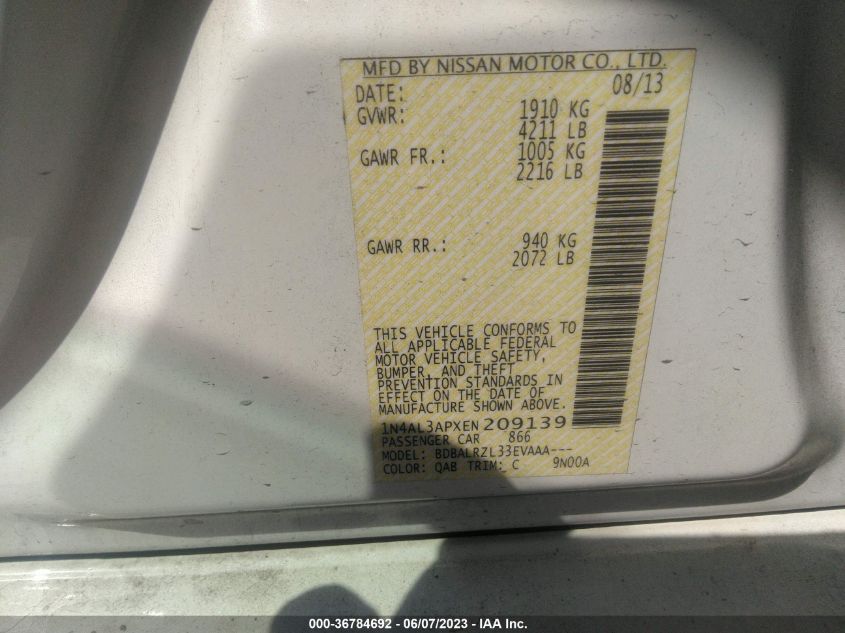 MFD BY NISSAN MOTOR CO., LTD.
DATE: 08/13
GVWR: 1910 KG
4211 LB
GAWR FR.: 1005 KG
2216 LB
GAWR RR.: 940 KG
2072 LB
THIS VEHICLE CONFORMS TO
ALL APPLICABLE FEDERAL
MOTOR VEHICLE SAFETY,
BUMPER, AND THEFT
PREVENTION STANDARDS IN
EFFECT ON THE DATE OF
MANUFACTURE SHOWN ABOVE.
1N4AL3APXEN209139
PASSENGER CAR 866
MODEL: BDBALRZL33EVAAA---
COLOR: QAB TRIM: C 9N00A
000-36784692 - 06/07/2023 - IAA Inc.